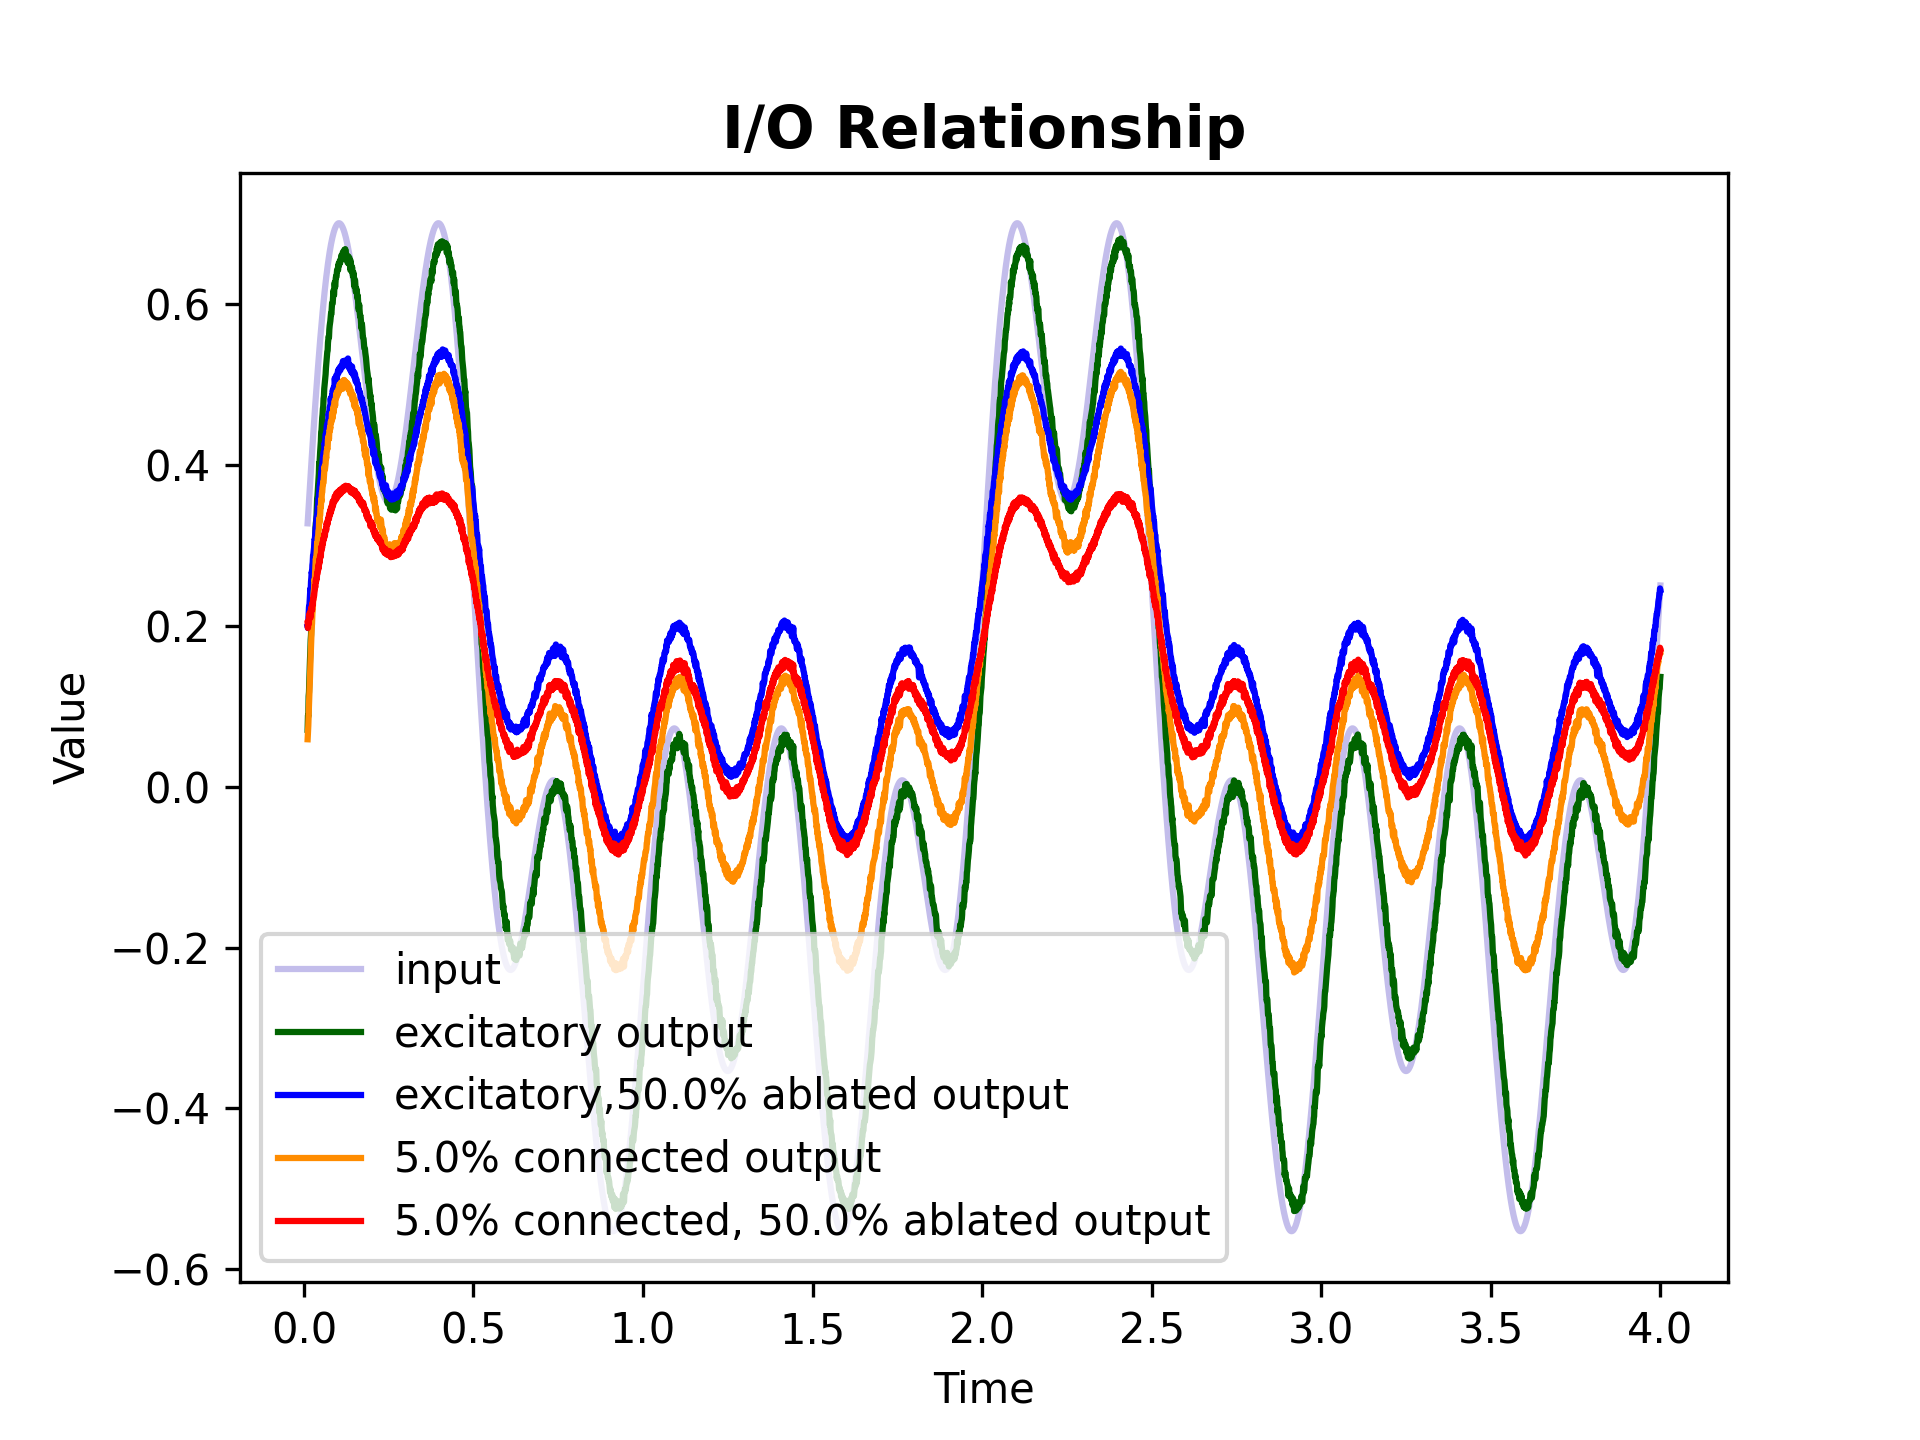 I/O Relationship
Value
0.6
0.4
0.2
0.0
−0.2
−0.4
−0.6
input
excitatory output
excitatory,50.0% ablated output
5.0% connected output
5.0% connected, 50.0% ablated output
0.0 0.5 1.0 1.5 2.0 2.5 3.0 3.5 4.0
Time